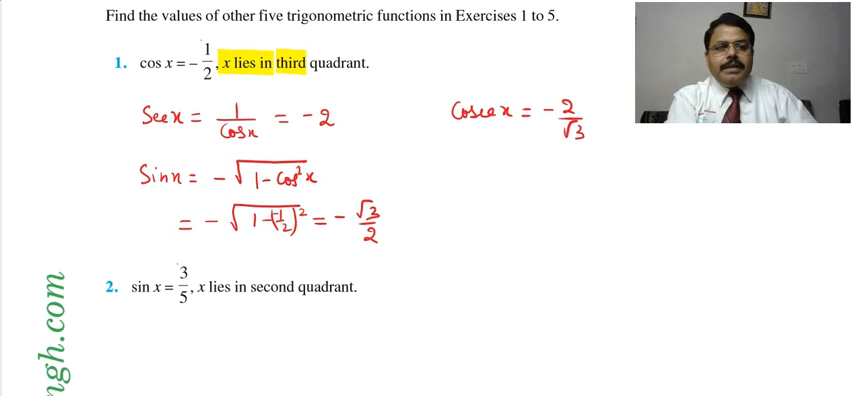 Find the values of other five trigonometric functions in Exercises 1 to 5.
1. cos x = – 1/2, x lies in third quadrant.
Sec x = 1/Cos x = -2
Cosec x = - 2/√3
Sin x = - √(1 - Cos²x)
= - √(1 - (-1/2)²) = - √3/2
2. sin x = 3/5, x lies in second quadrant.
ngh.com